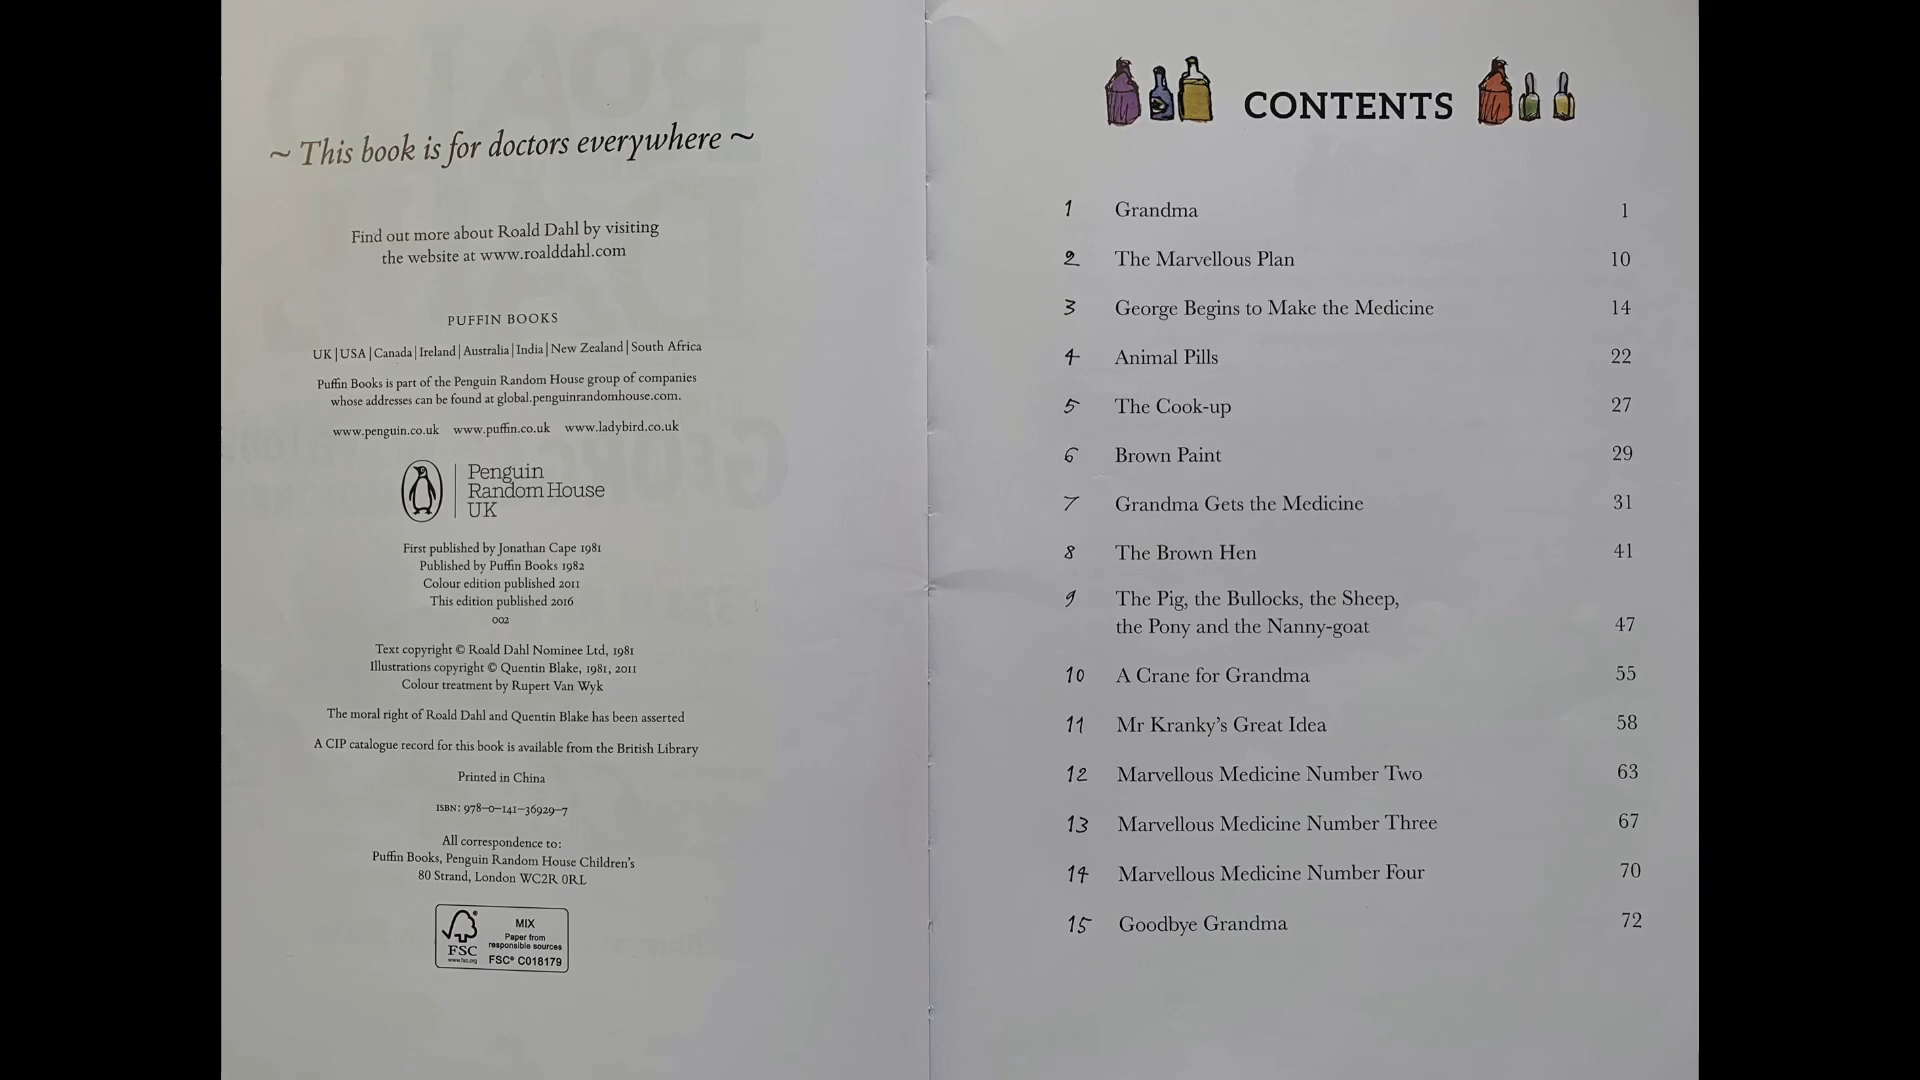 ~ This book is for doctors everywhere ~
Find out more about Roald Dahl by visiting
the website at www.roalddahl.com
PUFFIN BOOKS
UK | USA | Canada | Ireland | Australia | India | New Zealand | South Africa
Puffin Books is part of the Penguin Random House group of companies
whose addresses can be found at global.penguinrandomhouse.com.
www.penguin.co.uk www.puffin.co.uk www.ladybird.co.uk
Penguin
Random House
UK
First published by Jonathan Cape 1981
Published by Puffin Books 1982
Colour edition published 2011
This edition published 2016
002
Text copyright © Roald Dahl Nominee Ltd, 1981
Illustrations copyright © Quentin Blake, 1981, 2011
Colour treatment by Rupert Van Wyk
The moral right of Roald Dahl and Quentin Blake has been asserted
A CIP catalogue record for this book is available from the British Library
Printed in China
ISBN: 978–0–141–36929–7
All correspondence to:
Puffin Books, Penguin Random House Children's
80 Strand, London WC2R 0RL
FSC
www.fsc.org
MIX
Paper from
responsible sources
FSC® C018179
CONTENTS
1 Grandma 1
2 The Marvellous Plan 10
3 George Begins to Make the Medicine 14
4 Animal Pills 22
5 The Cook-up 27
6 Brown Paint 29
7 Grandma Gets the Medicine 31
8 The Brown Hen 41
9 The Pig, the Bullocks, the Sheep,
the Pony and the Nanny-goat 47
10 A Crane for Grandma 55
11 Mr Kranky's Great Idea 58
12 Marvellous Medicine Number Two 63
13 Marvellous Medicine Number Three 67
14 Marvellous Medicine Number Four 70
15 Goodbye Grandma 72